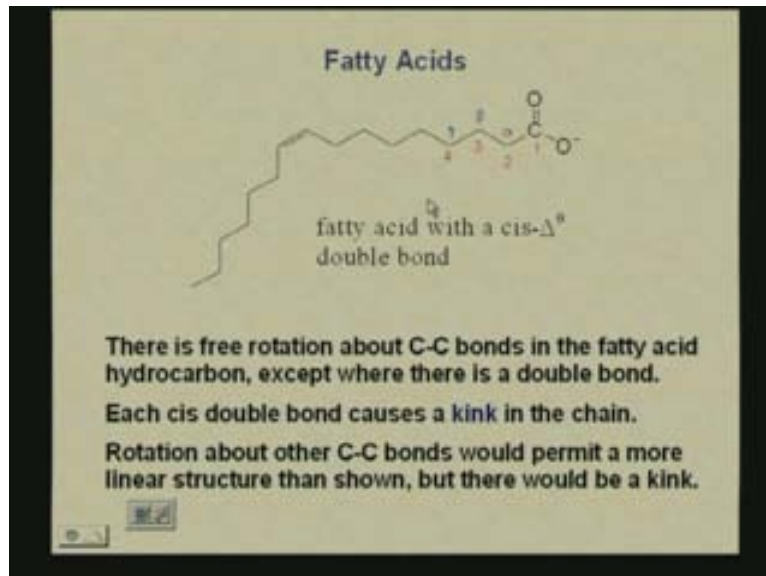 Fatty Acids
O
C
O⁻
4 3 2 1
fatty acid with a cis-Δ⁹
double bond
There is free rotation about C-C bonds in the fatty acid
hydrocarbon, except where there is a double bond.
Each cis double bond causes a kink in the chain.
Rotation about other C-C bonds would permit a more
linear structure than shown, but there would be a kink.